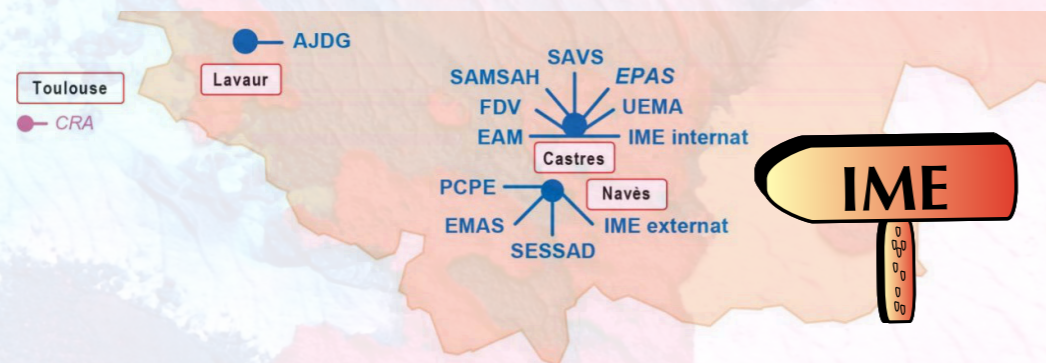 AJDG
Lavaur
Toulouse
CRA
SAVS
SAMSAH
EPAS
FDV
UEMA
EAM
IME internat
Castres
PCPE
Navès
EMAS
IME externat
SESSAD
IME